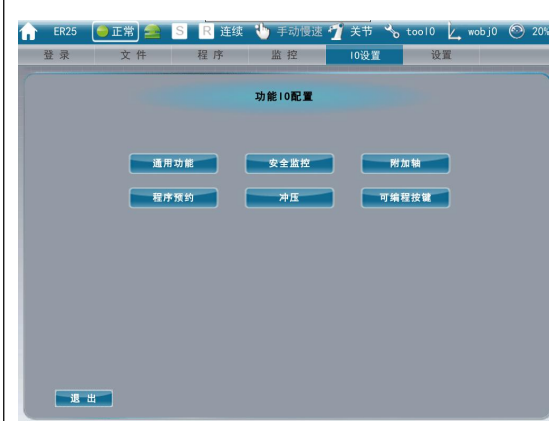 ER25 正常 S R 连续 手动慢速 关节 tool0 wobj0 20%
登录 文件 程序 监控 IO设置 设置
功能IO配置
通用功能 安全监控 附加轴
程序预约 冲压 可编程按键
退出